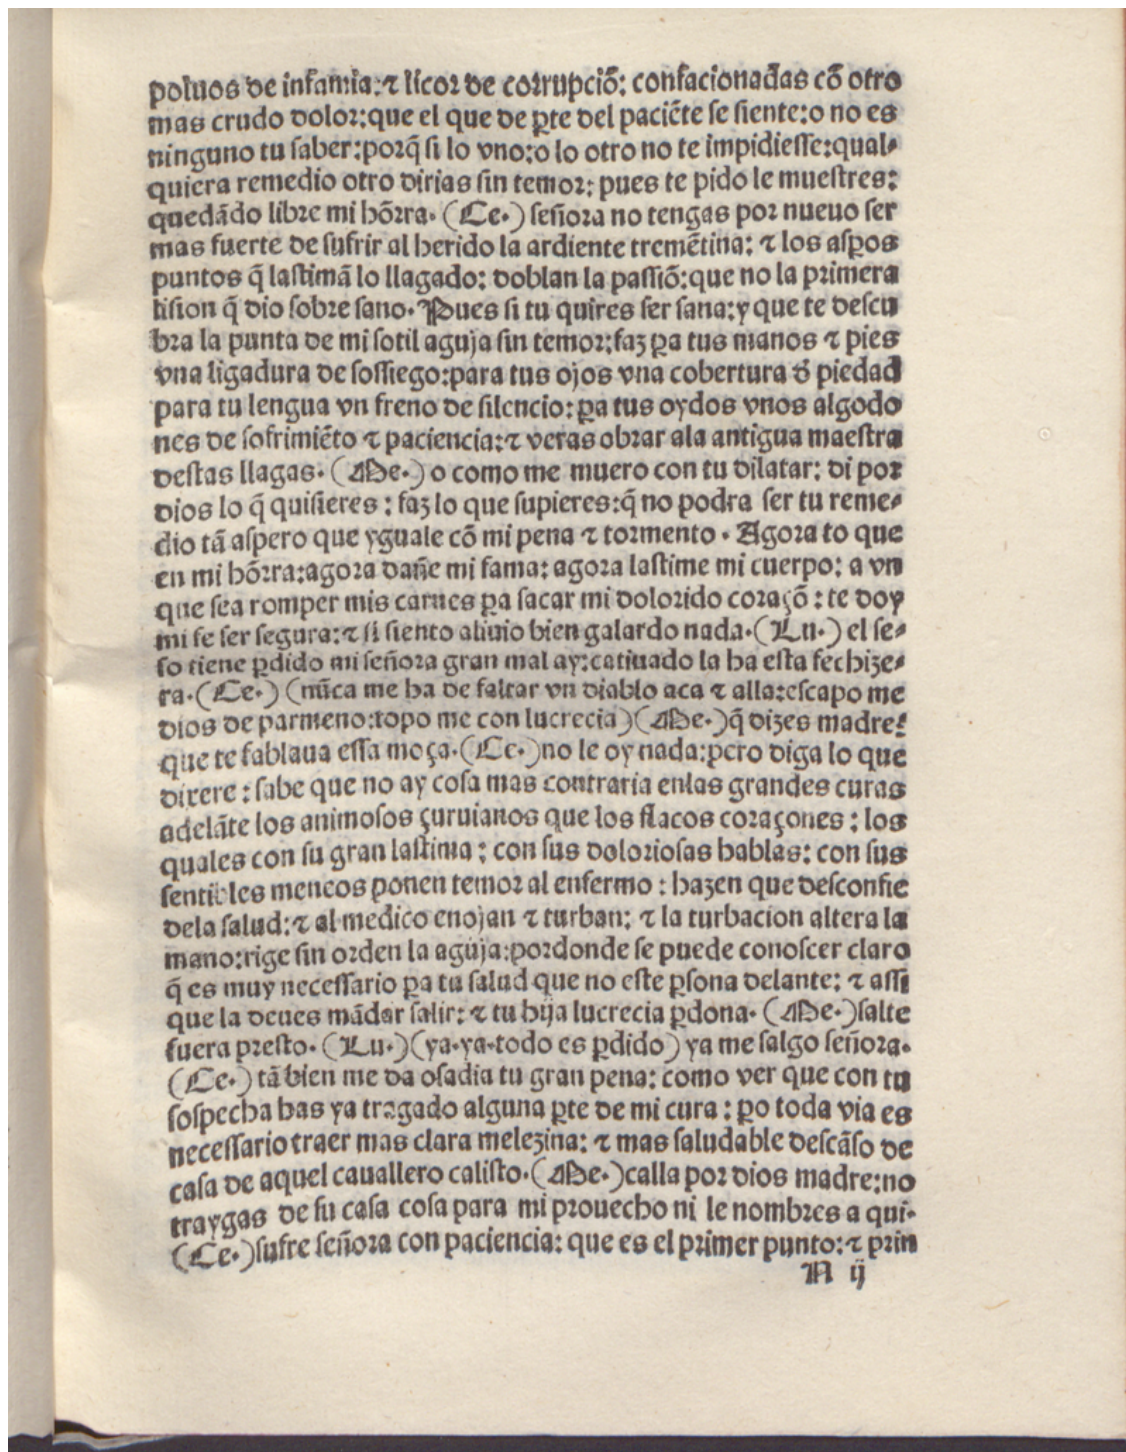 poluos de infamia:⁊ licor de corrupciõ: confacionadas cõ otro
mas crudo dolor:que el que de ꝑte del paciẽte se siente:o no es
ninguno tu saber:porq̃ si lo vno:o lo otro no te impidiesse:qual-
quiera remedio otro dirias sin temor: pues te pido le muestres:
quedãdo libre mi hõrra. (Ce.) señora no tengas por nueuo ser
mas fuerte de sufrir al herido la ardiente tremẽtina: ⁊ los asꝑos
puntos q̃ lastimã lo llagado: doblan la passiõ:que no la primera
lision q̃ dio sobre sano. Pues si tu quires ser sana:y que te descu
bra la punta de mi sotil aguja sin temor:faz ꝑa tus manos ⁊ pies
vna ligadura de sossiego:para tus ojos vna cobertura đ piedad
para tu lengua vn freno de silencio: ꝑa tus oydos vnos algodo
nes de sofrimiẽto ⁊ paciencia:⁊ veras obrar ala antigua maestra
destas llagas. (Me.) o como me muero con tu dilatar: di por
dios lo q̃ quisieres : faz lo que supieres:q̃ no podra ser tu reme-
dio tã aspero que yguale cõ mi pena ⁊ tormento . Agora to que
en mi hõrra:agora dañe mi fama: agora lastime mi cuerpo: a vn
que sea romper mis carnes ꝑa sacar mi dolorido coraçõ : te doy
mi fe ser segura:⁊ si siento aliuio bien galardo nada.(Lu.) el se-
so tiene ꝑdido mi señora gran mal ay:catiuado la ha esta fechize-
ra.(Ce.) (nũca me ha de faltar vn diablo aca ⁊ alla:escapo me
dios de parmeno:topo me con lucrecia)(Me.)q̃ dizes madre?
que te fablaua essa moça.(Ce.)no le oy nada:pero diga lo que
dixere : sabe que no ay cosa mas contraria enlas grandes curas
adelãte los animosos çuruianos que los flacos coraçones : los
quales con su gran lastima : con sus doloriosas hablas: con sus
sentibles meneos ponen temor al enfermo : hazen que desconfie
dela salud:⁊ al medico enojan ⁊ turban: ⁊ la turbacion altera la
mano:rige sin orden la aguja:pordonde se puede conoscer claro
q̃ es muy necessario ꝑa tu salud que no este ꝑsona delante: ⁊ assi
que la deues mãdar salir: ⁊ tu hija lucrecia ꝑdona. (Me.)salte
fuera presto. (Lu.)(ya.ya.todo es ꝑdido) ya me salgo señora.
(Ce.) tã bien me da osadia tu gran pena: como ver que con tu
sospecha has ya tragado alguna ꝑte de mi cura : ꝑo toda via es
necessario traer mas clara melezina: ⁊ mas saludable descãso de
casa de aquel cauallero calisto.(Me.)calla por dios madre:no
traygas de su casa cosa para mi prouecho ni le nombres a qui.
(Ce.)sufre señora con paciencia: que es el primer punto:⁊ prin
N ij